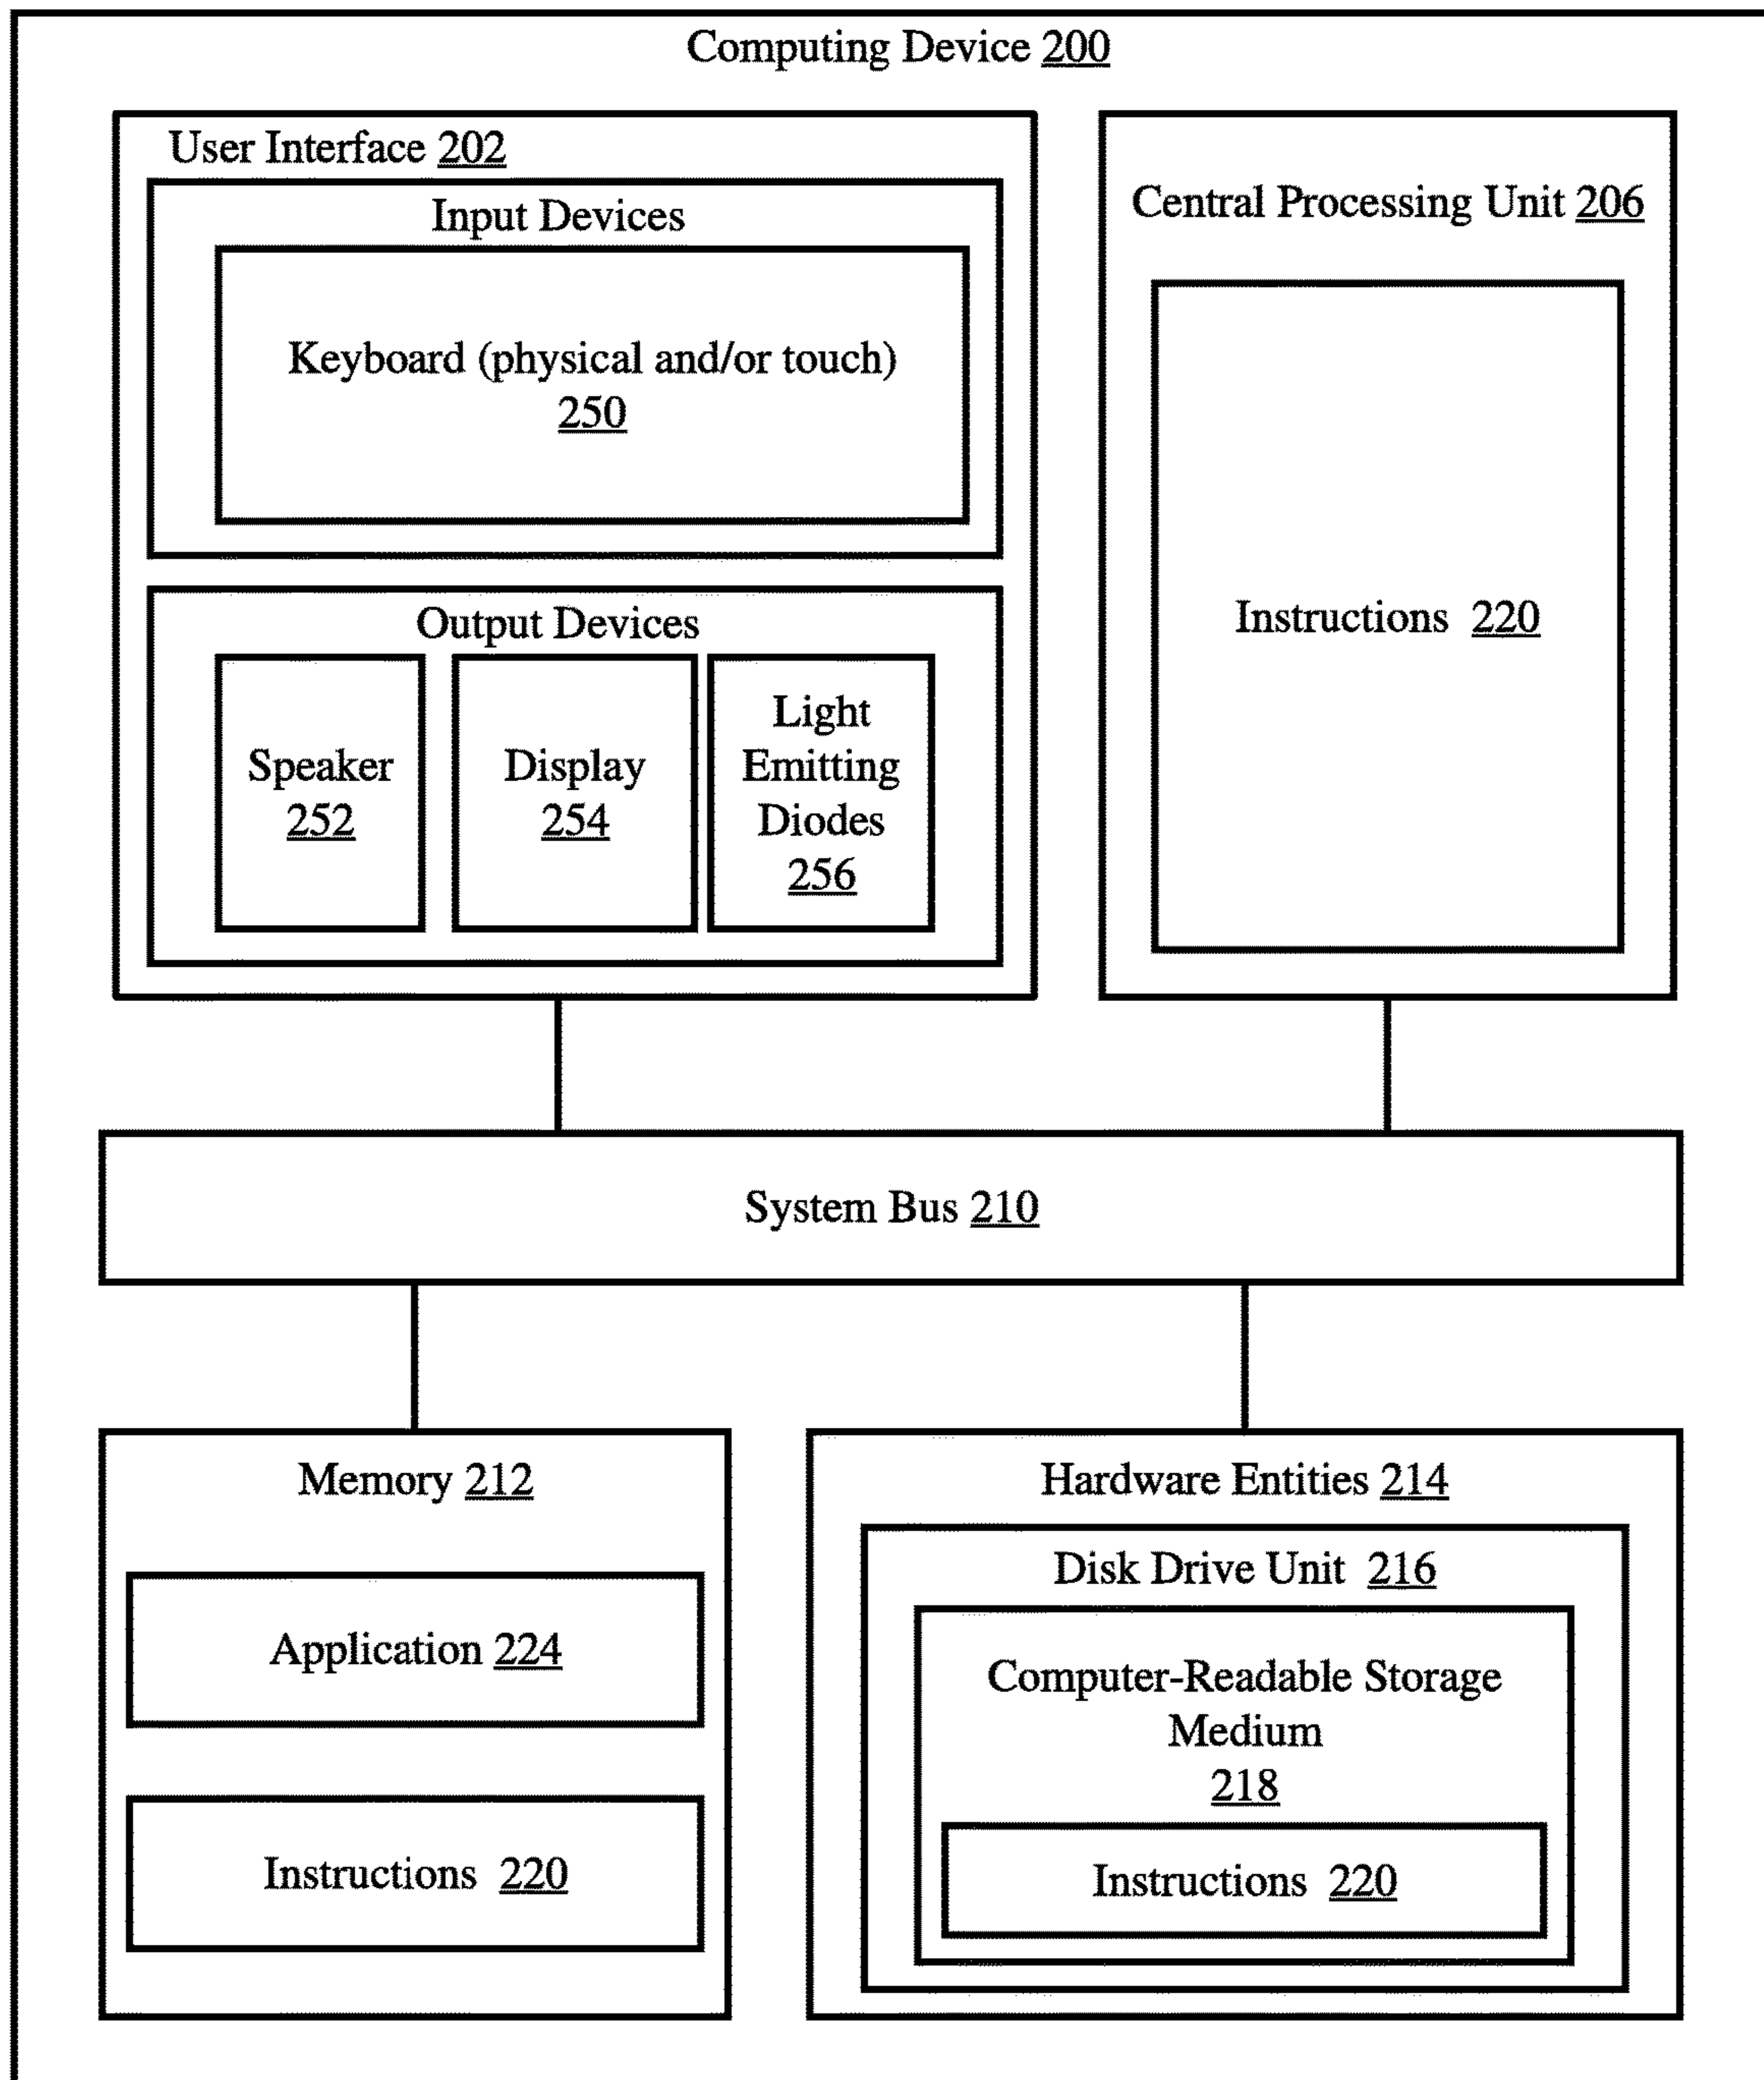 Computing Device 200
User Interface 202
Input Devices
Keyboard (physical and/or touch)
250
Output Devices
Speaker
252
Display
254
Light
Emitting
Diodes
256
Central Processing Unit 206
Instructions 220
System Bus 210
Memory 212
Application 224
Instructions 220
Hardware Entities 214
Disk Drive Unit 216
Computer-Readable Storage
Medium
218
Instructions 220